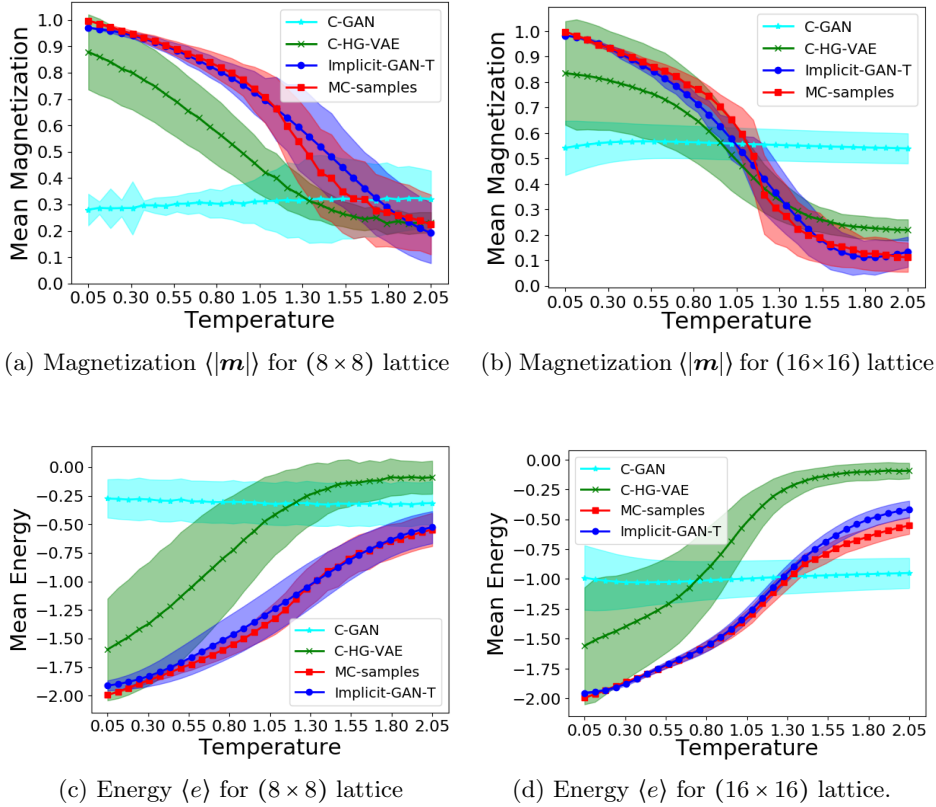 Mean Magnetization
1.0
0.9
0.8
0.7
0.6
0.5
0.4
0.3
0.2
0.1
0.0
C-GAN
C-HG-VAE
Implicit-GAN-T
MC-samples
0.05 0.30 0.55 0.80 1.05 1.30 1.55 1.80 2.05
Temperature
(a) Magnetization ⟨|m|⟩ for (8 × 8) lattice
Mean Magnetization
1.0
0.9
0.8
0.7
0.6
0.5
0.4
0.3
0.2
0.1
0.0
C-GAN
C-HG-VAE
Implicit-GAN-T
MC-samples
0.05 0.30 0.55 0.80 1.05 1.30 1.55 1.80 2.05
Temperature
(b) Magnetization ⟨|m|⟩ for (16×16) lattice
Mean Energy
0.00
−0.25
−0.50
−0.75
−1.00
−1.25
−1.50
−1.75
−2.00
C-GAN
C-HG-VAE
MC-samples
Implicit-GAN-T
0.05 0.30 0.55 0.80 1.05 1.30 1.55 1.80 2.05
Temperature
(c) Energy ⟨e⟩ for (8 × 8) lattice
Mean Energy
0.00
−0.25
−0.50
−0.75
−1.00
−1.25
−1.50
−1.75
−2.00
C-GAN
C-HG-VAE
MC-samples
Implicit-GAN-T
0.05 0.30 0.55 0.80 1.05 1.30 1.55 1.80 2.05
Temperature
(d) Energy ⟨e⟩ for (16 × 16) lattice.